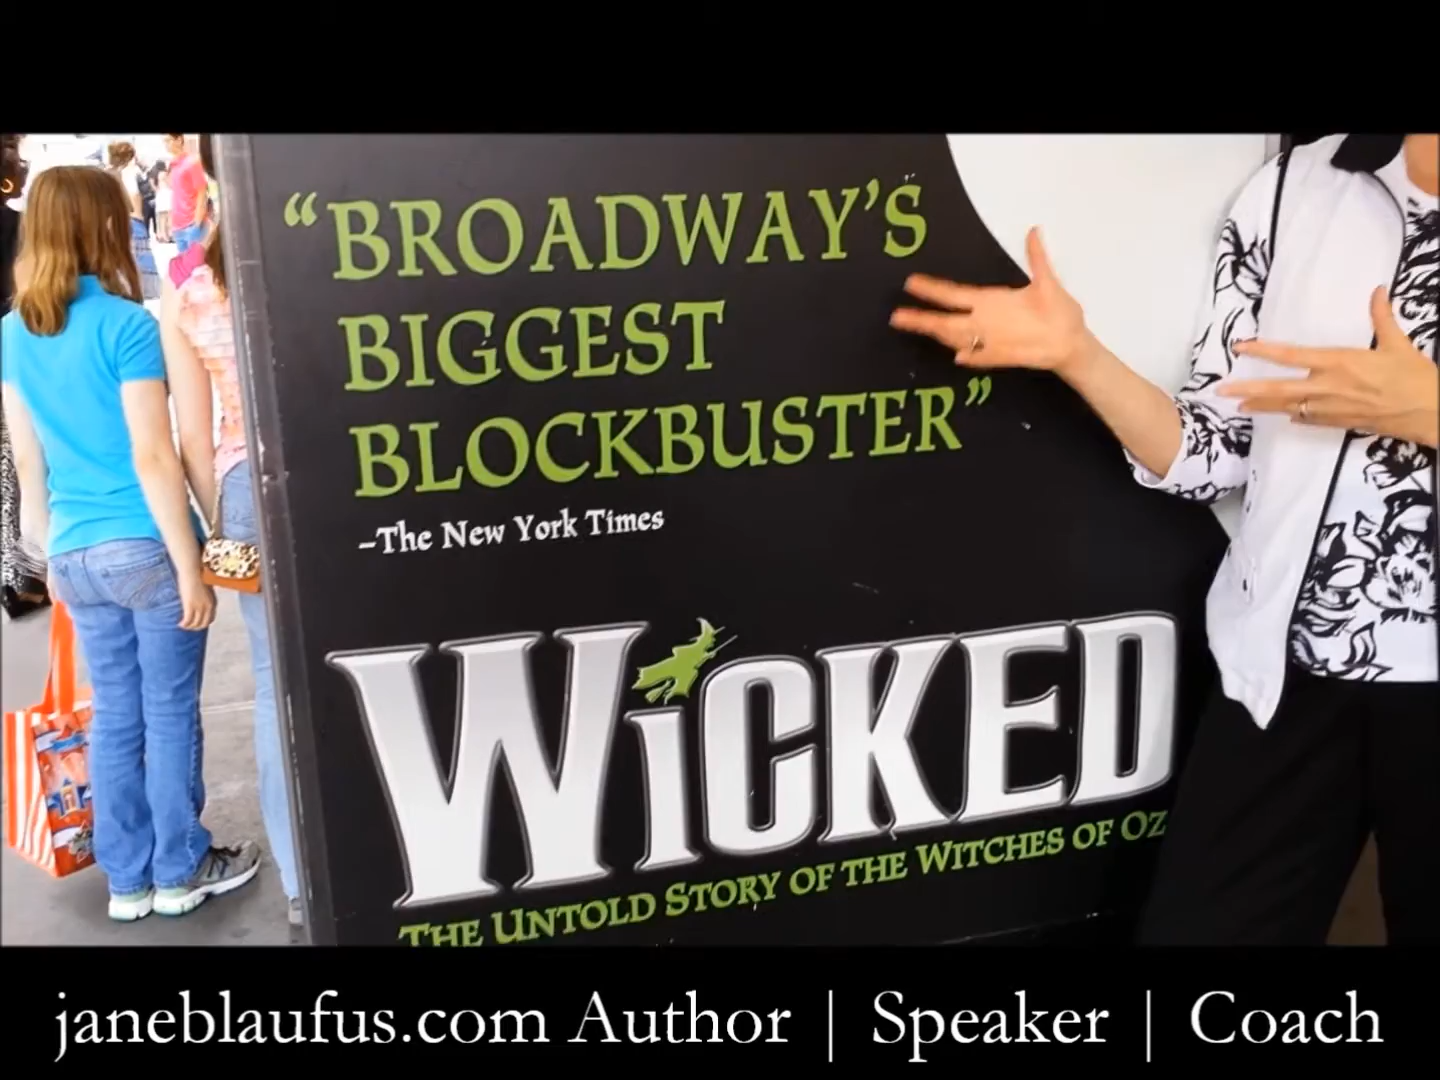 “BROADWAY’S
BIGGEST
BLOCKBUSTER”
–The New York Times
WiCKED
THE UNTOLD STORY OF THE WITCHES OF OZ
janeblaufus.com Author | Speaker | Coach